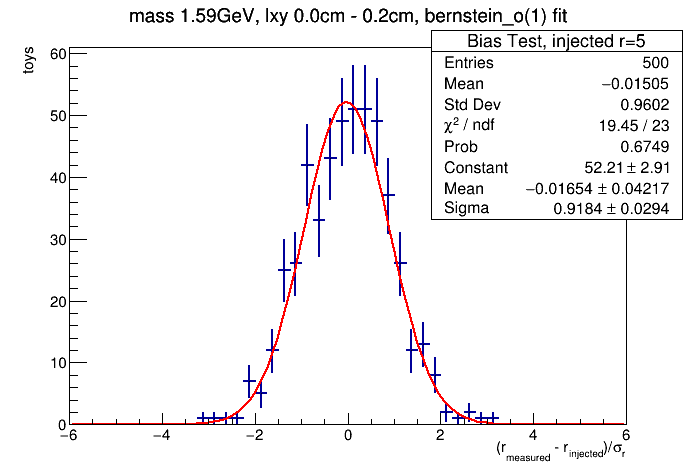 mass 1.59GeV, lxy 0.0cm - 0.2cm, bernstein_o(1) fit
Bias Test, injected r=5
Entries 500
Mean −0.01505
Std Dev 0.9602
χ² / ndf 19.45 / 23
Prob 0.6749
Constant 52.21 ± 2.91
Mean −0.01654 ± 0.04217
Sigma 0.9184 ± 0.0294
toys
60
50
40
30
20
10
0
−6 −4 −2 0 2 4 6
(r_measured - r_injected)/σ_r